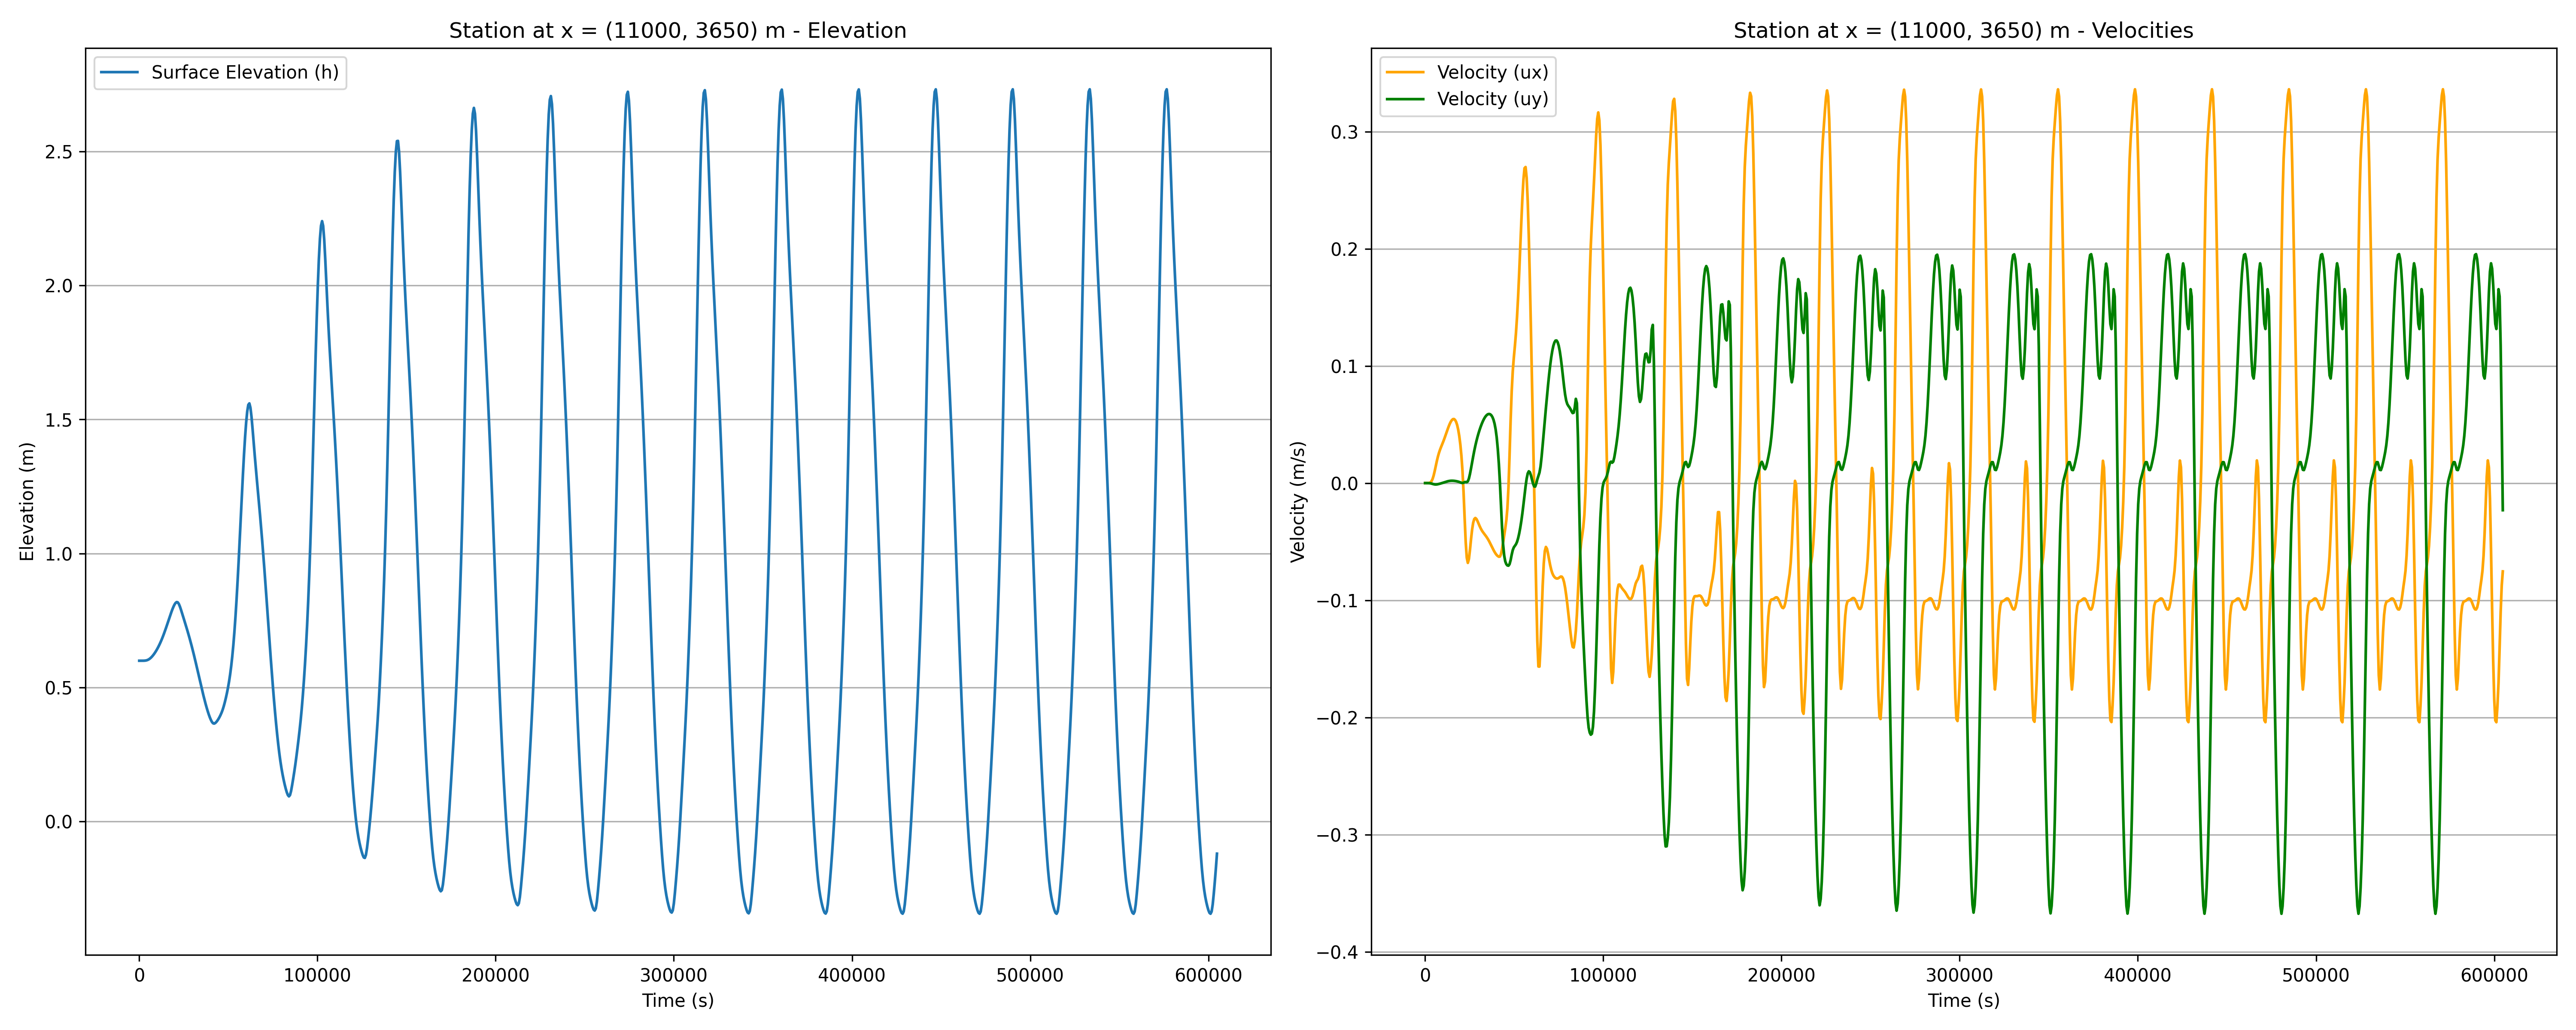 Station at x = (11000, 3650) m - Elevation
Surface Elevation (h)
Elevation (m)
2.5
2.0
1.5
1.0
0.5
0.0
0 100000 200000 300000 400000 500000 600000
Time (s)
Station at x = (11000, 3650) m - Velocities
Velocity (ux)
Velocity (uy)
Velocity (m/s)
0.3
0.2
0.1
0.0
−0.1
−0.2
−0.3
−0.4
0 100000 200000 300000 400000 500000 600000
Time (s)